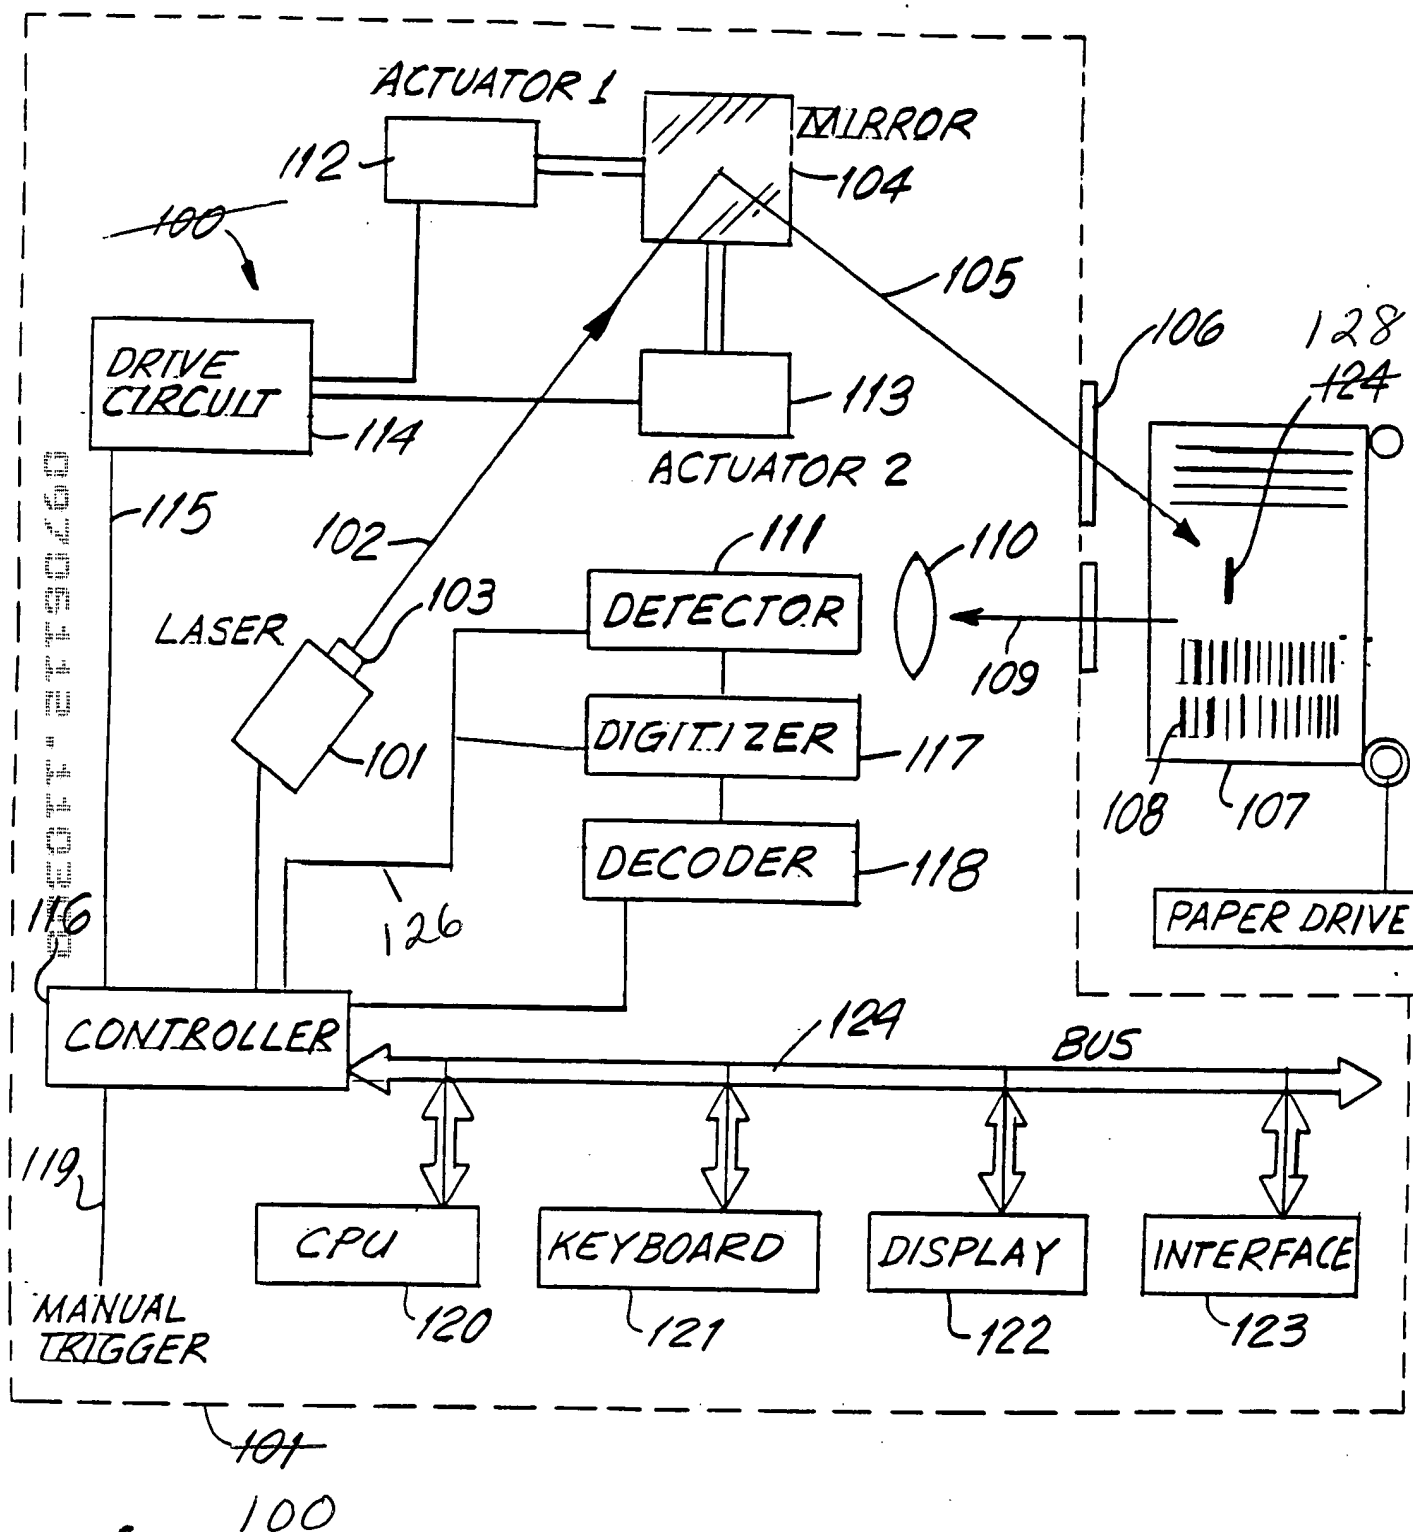 ACTUATOR 1
MIRROR
112
104
100
105
106
128
124
DRIVE
CIRCUIT
113
114
ACTUATOR 2
115
102
111
110
103
DETECTOR
LASER
109
DIGITIZER
101
117
108
107
DECODER
118
116
126
PAPER DRIVE
CONTROLLER
124
BUS
119
CPU
KEYBOARD
DISPLAY
INTERFACE
120
121
122
123
MANUAL
TRIGGER
101
100